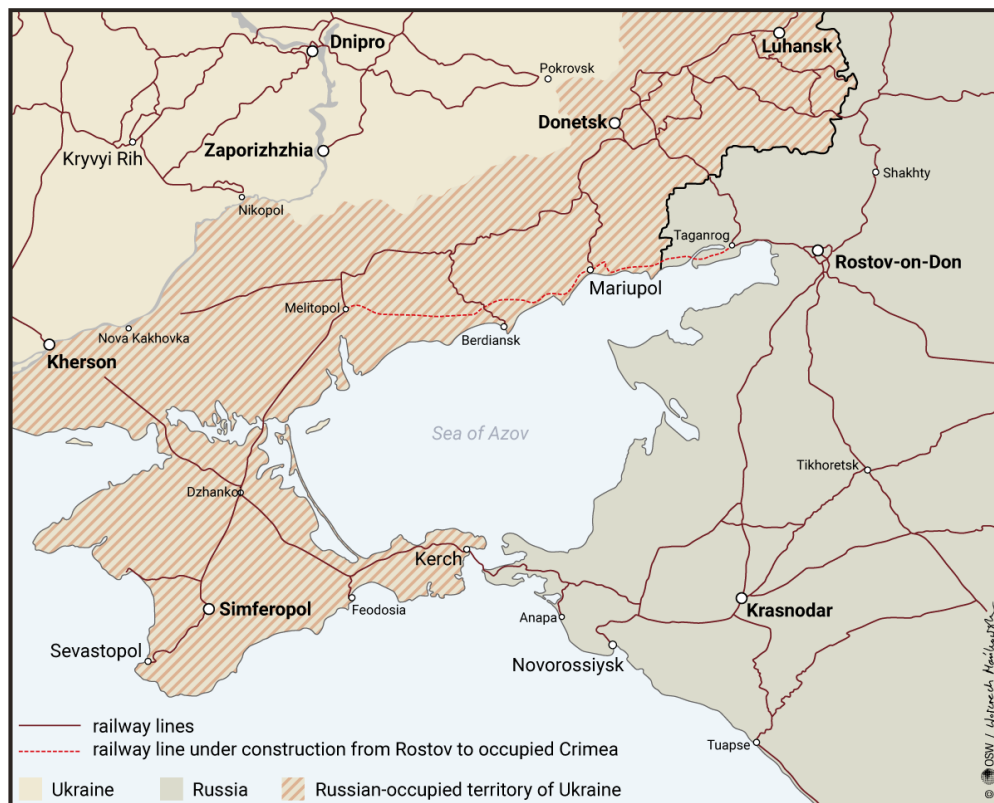 Dnipro
Luhansk
Pokrovsk
Donetsk
Kryvyi Rih
Zaporizhzhia
Shakhty
Nikopol
Taganrog
Rostov-on-Don
Mariupol
Melitopol
Nova Kakhovka
Berdiansk
Kherson
Sea of Azov
Tikhoretsk
Dzhankoi
Kerch
Simferopol
Feodosia
Krasnodar
Anapa
Sevastopol
Novorossiysk
Tuapse
railway lines
railway line under construction from Rostov to occupied Crimea
Ukraine
Russia
Russian-occupied territory of Ukraine
© OSW / Wojciech Mańkowski